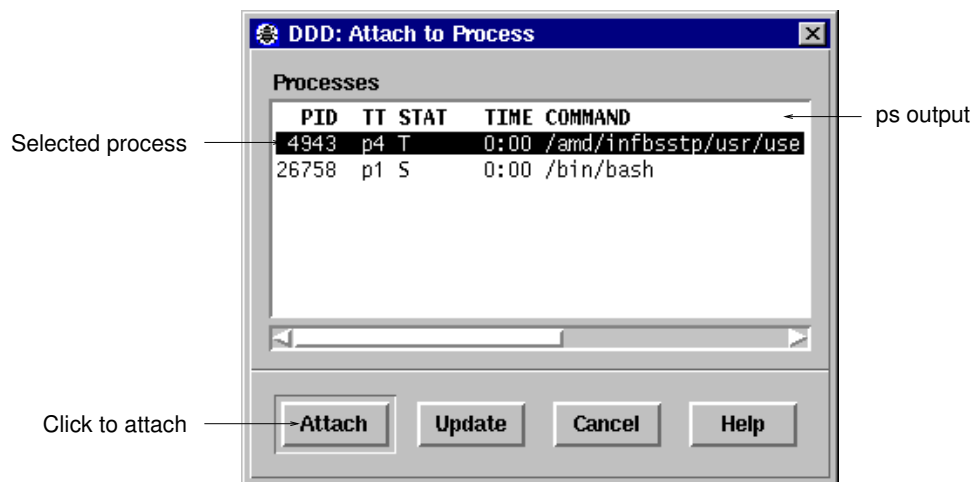 DDD: Attach to Process
Processes
PID TT STAT TIME COMMAND
ps output
Selected process
4943 p4 T 0:00 /amd/infbsstp/usr/use
26758 p1 S 0:00 /bin/bash
Click to attach
Attach Update Cancel Help